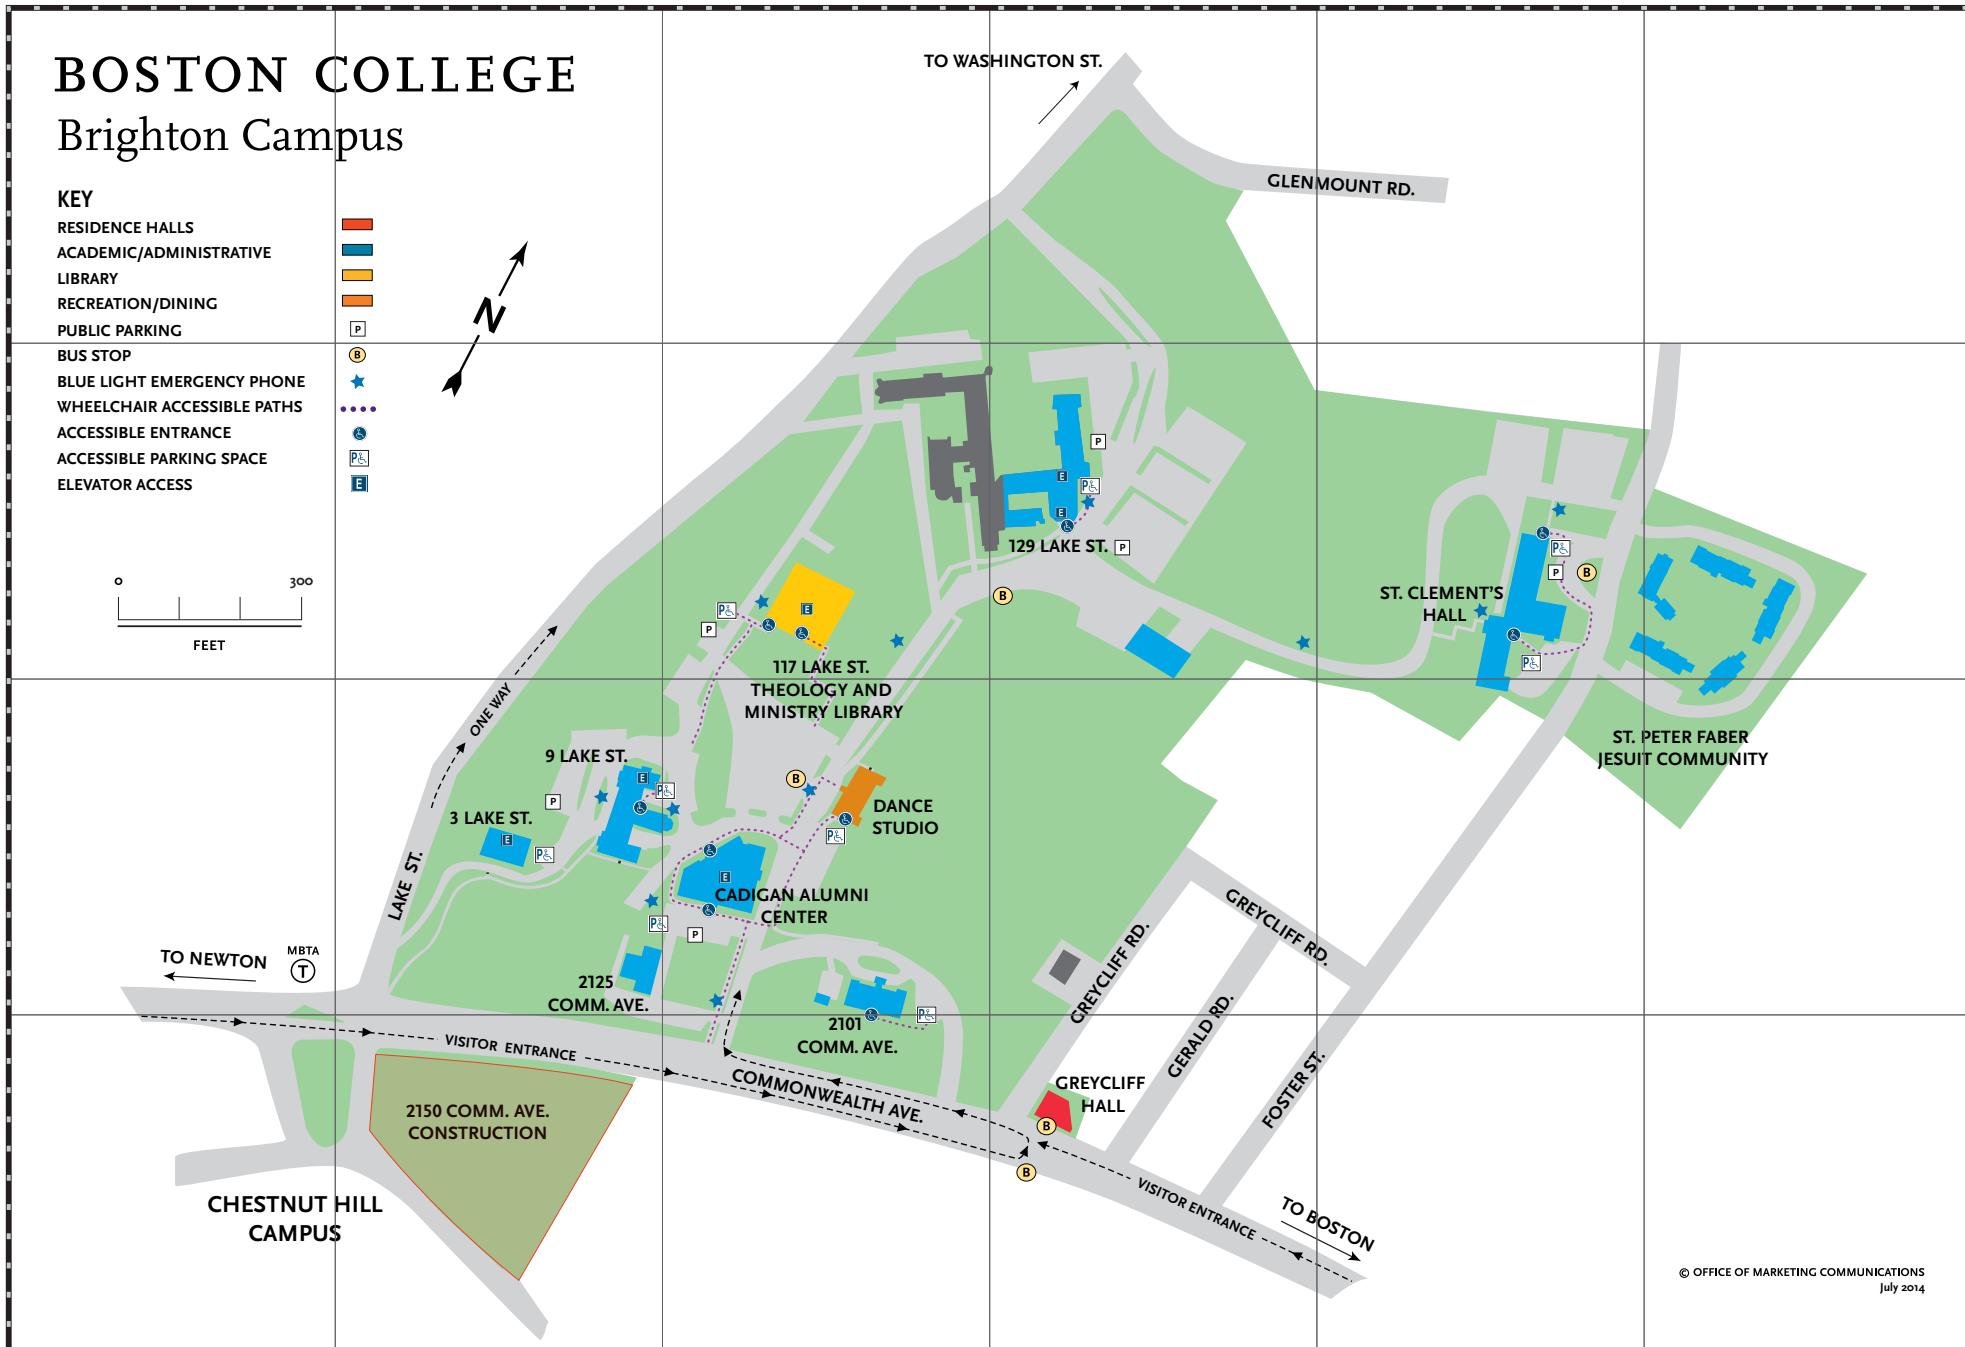 BOSTON COLLEGE
Brighton Campus
KEY
RESIDENCE HALLS
ACADEMIC/ADMINISTRATIVE
LIBRARY
RECREATION/DINING
PUBLIC PARKING
P
BUS STOP
B
BLUE LIGHT EMERGENCY PHONE
WHEELCHAIR ACCESSIBLE PATHS
ACCESSIBLE ENTRANCE
ACCESSIBLE PARKING SPACE
P
ELEVATOR ACCESS
E
N
0 300
FEET
TO WASHINGTON ST.
GLENMOUNT RD.
P
E
P
E
129 LAKE ST.
P
B
ST. CLEMENT'S
HALL
P
P
B
P
P
P
E
117 LAKE ST.
THEOLOGY AND
MINISTRY LIBRARY
ONE WAY
ST. PETER FABER
JESUIT COMMUNITY
9 LAKE ST.
E
P
P
B
3 LAKE ST.
E
P
DANCE
STUDIO
P
LAKE ST.
E
CADIGAN ALUMNI
CENTER
P
P
GREYCLIFF RD.
GREYCLIFF RD.
TO NEWTON
MBTA
T
2125
COMM. AVE.
P
2101
COMM. AVE.
GERALD RD.
FOSTER ST.
VISITOR ENTRANCE
COMMONWEALTH AVE.
GREYCLIFF
HALL
B
B
2150 COMM. AVE.
CONSTRUCTION
VISITOR ENTRANCE
TO BOSTON
CHESTNUT HILL
CAMPUS
© OFFICE OF MARKETING COMMUNICATIONS
July 2014